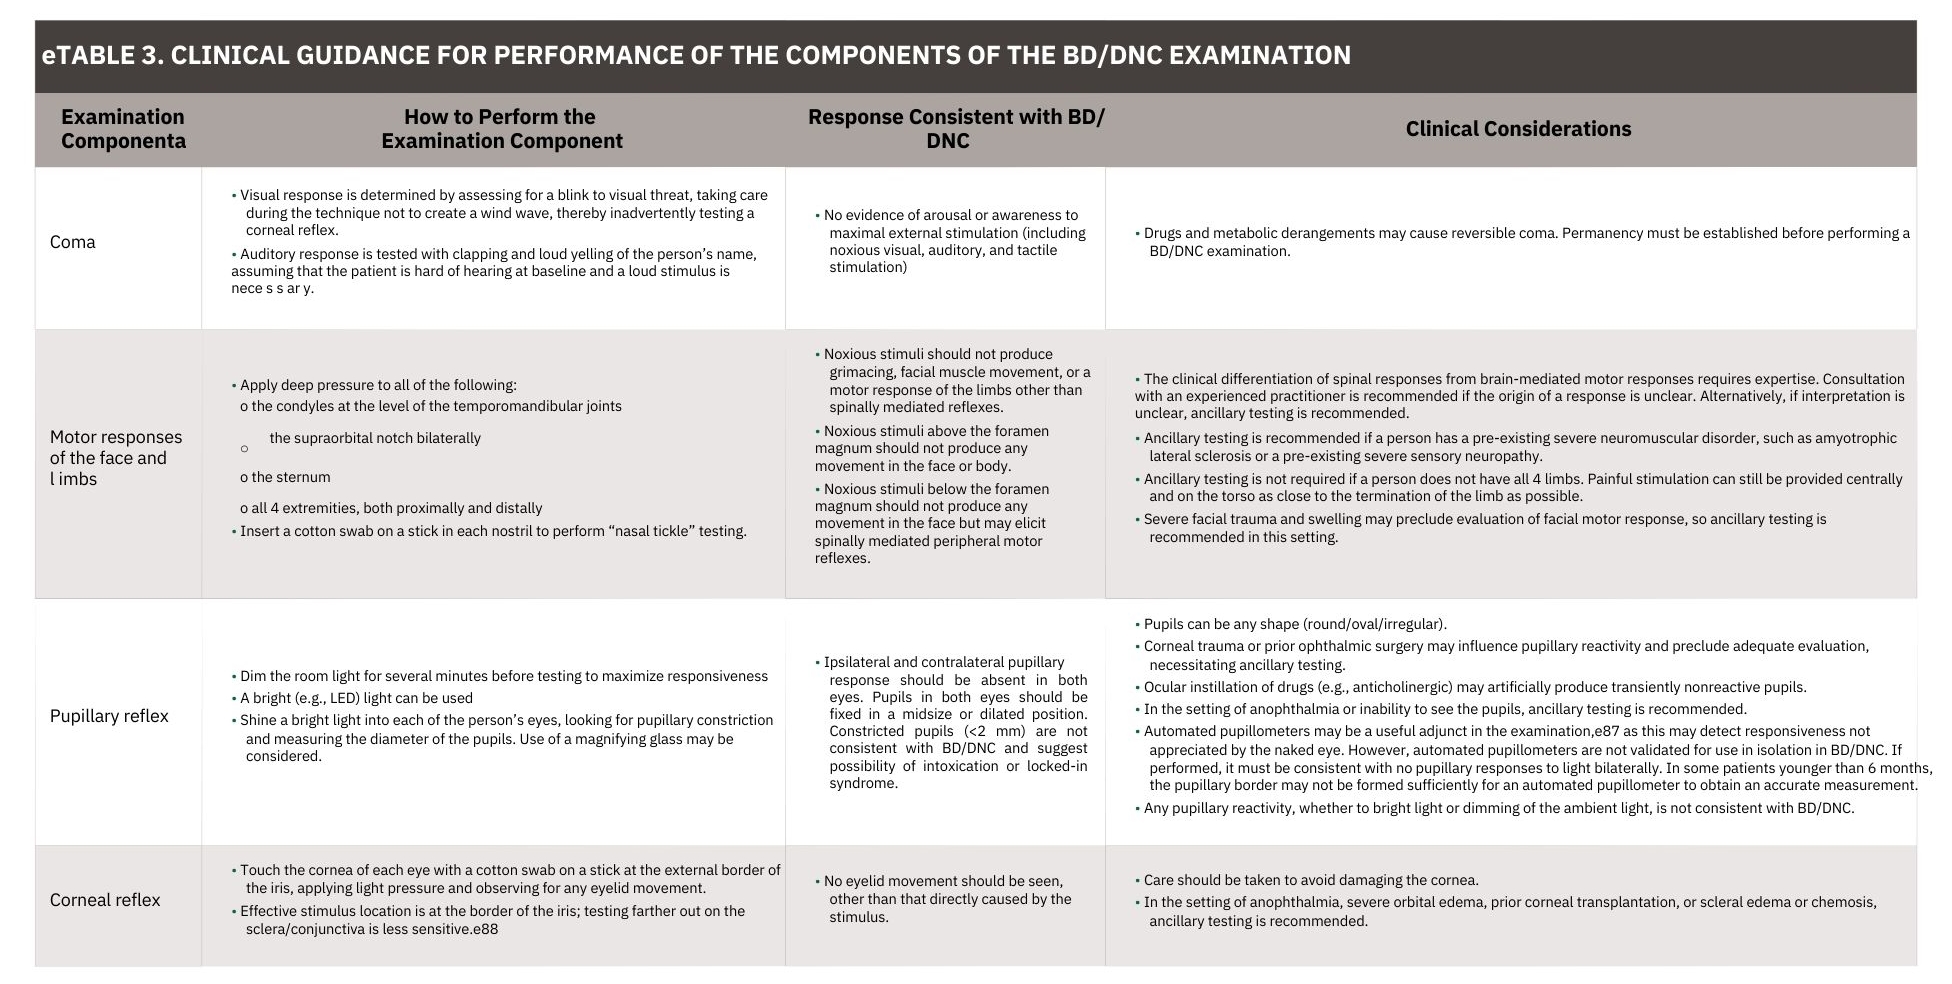 eTABLE 3. CLINICAL GUIDANCE FOR PERFORMANCE OF THE COMPONENTS OF THE BD/DNC EXAMINATION
Examination
Componenta
How to Perform the
Examination Component
Response Consistent with BD/
DNC
Clinical Considerations
Coma
• Visual response is determined by assessing for a blink to visual threat, taking care
during the technique not to create a wind wave, thereby inadvertently testing a
corneal reflex.
• Auditory response is tested with clapping and loud yelling of the person’s name,
assuming that the patient is hard of hearing at baseline and a loud stimulus is
nece s s ar y.
• No evidence of arousal or awareness to
maximal external stimulation (including
noxious visual, auditory, and tactile
stimulation)
• Drugs and metabolic derangements may cause reversible coma. Permanency must be established before performing a
BD/DNC examination.
Motor responses
of the face and
l imbs
• Apply deep pressure to all of the following:
o the condyles at the level of the temporomandibular joints
○ the supraorbital notch bilaterally
o the sternum
o all 4 extremities, both proximally and distally
• Insert a cotton swab on a stick in each nostril to perform “nasal tickle” testing.
• Noxious stimuli should not produce
grimacing, facial muscle movement, or a
motor response of the limbs other than
spinally mediated reflexes.
• Noxious stimuli above the foramen
magnum should not produce any
movement in the face or body.
• Noxious stimuli below the foramen
magnum should not produce any
movement in the face but may elicit
spinally mediated peripheral motor
reflexes.
• The clinical differentiation of spinal responses from brain-mediated motor responses requires expertise. Consultation
with an experienced practitioner is recommended if the origin of a response is unclear. Alternatively, if interpretation is
unclear, ancillary testing is recommended.
• Ancillary testing is recommended if a person has a pre-existing severe neuromuscular disorder, such as amyotrophic
lateral sclerosis or a pre-existing severe sensory neuropathy.
• Ancillary testing is not required if a person does not have all 4 limbs. Painful stimulation can still be provided centrally
and on the torso as close to the termination of the limb as possible.
• Severe facial trauma and swelling may preclude evaluation of facial motor response, so ancillary testing is
recommended in this setting.
Pupillary reflex
• Dim the room light for several minutes before testing to maximize responsiveness
• A bright (e.g., LED) light can be used
• Shine a bright light into each of the person’s eyes, looking for pupillary constriction
and measuring the diameter of the pupils. Use of a magnifying glass may be
considered.
• Ipsilateral and contralateral pupillary
response should be absent in both
eyes. Pupils in both eyes should be
fixed in a midsize or dilated position.
Constricted pupils (<2 mm) are not
consistent with BD/DNC and suggest
possibility of intoxication or locked-in
syndrome.
• Pupils can be any shape (round/oval/irregular).
• Corneal trauma or prior ophthalmic surgery may influence pupillary reactivity and preclude adequate evaluation,
necessitating ancillary testing.
• Ocular instillation of drugs (e.g., anticholinergic) may artificially produce transiently nonreactive pupils.
• In the setting of anophthalmia or inability to see the pupils, ancillary testing is recommended.
• Automated pupillometers may be a useful adjunct in the examination,e87 as this may detect responsiveness not
appreciated by the naked eye. However, automated pupillometers are not validated for use in isolation in BD/DNC. If
performed, it must be consistent with no pupillary responses to light bilaterally. In some patients younger than 6 months,
the pupillary border may not be formed sufficiently for an automated pupillometer to obtain an accurate measurement.
• Any pupillary reactivity, whether to bright light or dimming of the ambient light, is not consistent with BD/DNC.
Corneal reflex
• Touch the cornea of each eye with a cotton swab on a stick at the external border of
the iris, applying light pressure and observing for any eyelid movement.
• Effective stimulus location is at the border of the iris; testing farther out on the
sclera/conjunctiva is less sensitive.e88
• No eyelid movement should be seen,
other than that directly caused by the
stimulus.
• Care should be taken to avoid damaging the cornea.
• In the setting of anophthalmia, severe orbital edema, prior corneal transplantation, or scleral edema or chemosis,
ancillary testing is recommended.